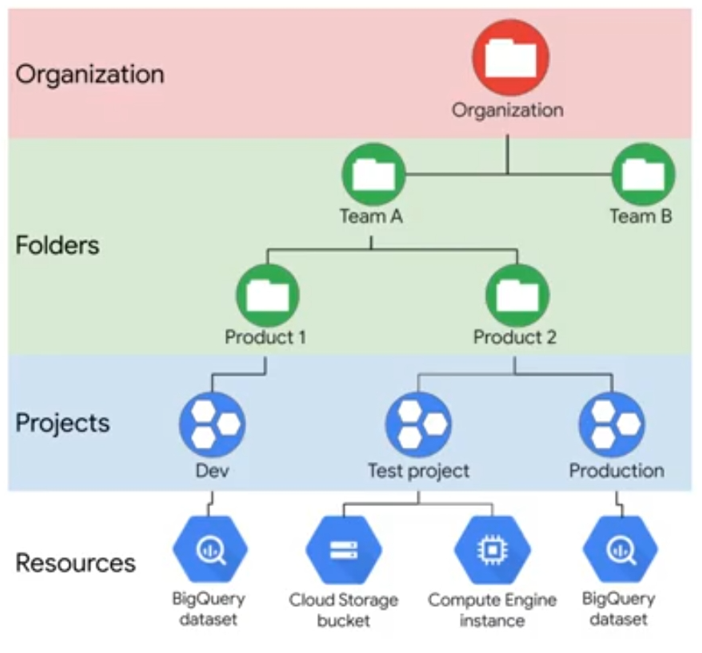 Organization
Organization
Team A
Team B
Folders
Product 1
Product 2
Projects
Dev
Test project
Production
Resources
BigQuery
dataset
Cloud Storage
bucket
Compute Engine
instance
BigQuery
dataset